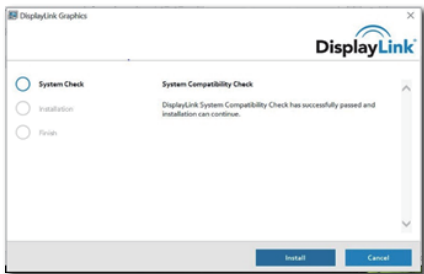 DisplayLink Graphics
DisplayLink
System Check
System Compatibility Check
DisplayLink System Compatibility Check has successfully passed and
installation can continue.
Installation
Finish
Install
Cancel